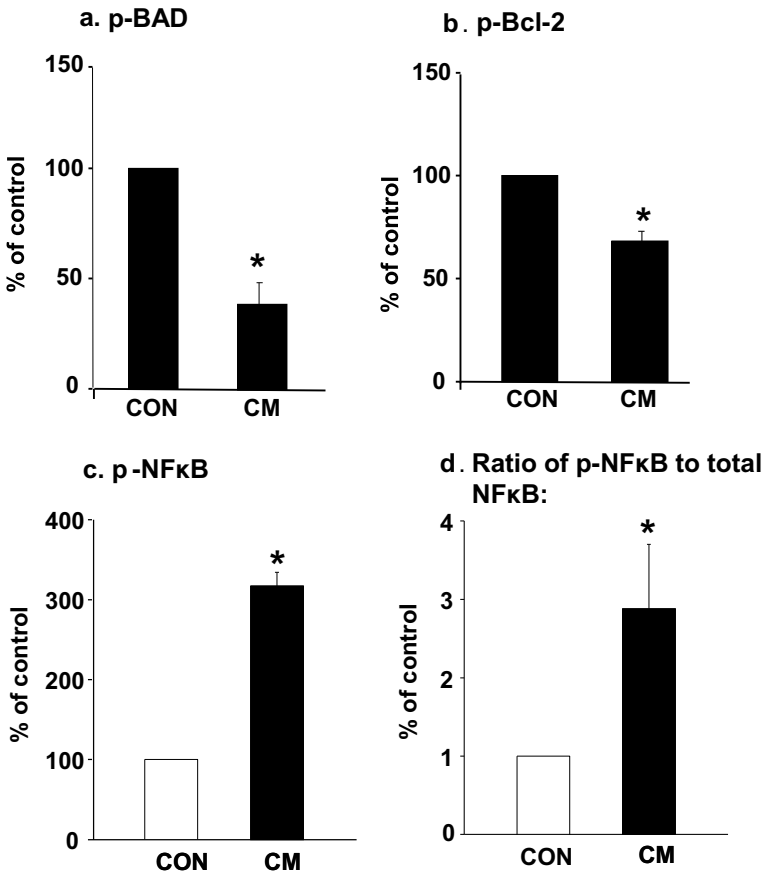 a. p-BAD
150
100
50
0
% of control
*
CON CM
b. p-Bcl-2
150
100
50
0
% of control
*
CON CM
c. p-NFκB
400
300
200
100
0
% of control
*
CON CM
d. Ratio of p-NFκB to total
NFκB:
4
3
2
1
0
% of control
*
CON CM